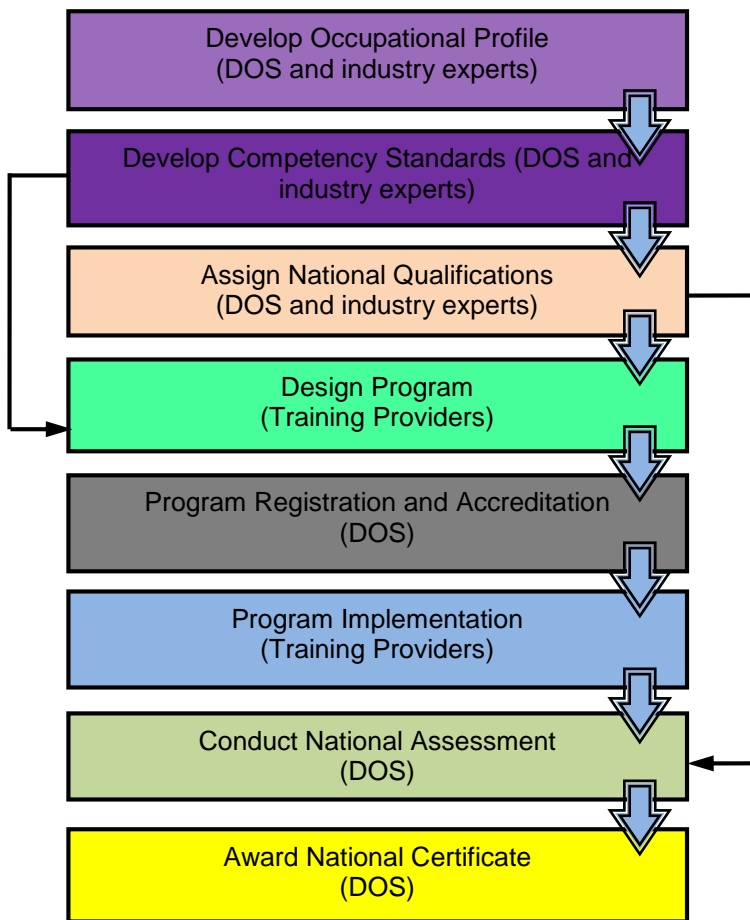 Develop Occupational Profile
(DOS and industry experts)
Develop Competency Standards (DOS and
industry experts)
Assign National Qualifications
(DOS and industry experts)
Design Program
(Training Providers)
Program Registration and Accreditation
(DOS)
Program Implementation
(Training Providers)
Conduct National Assessment
(DOS)
Award National Certificate
(DOS)